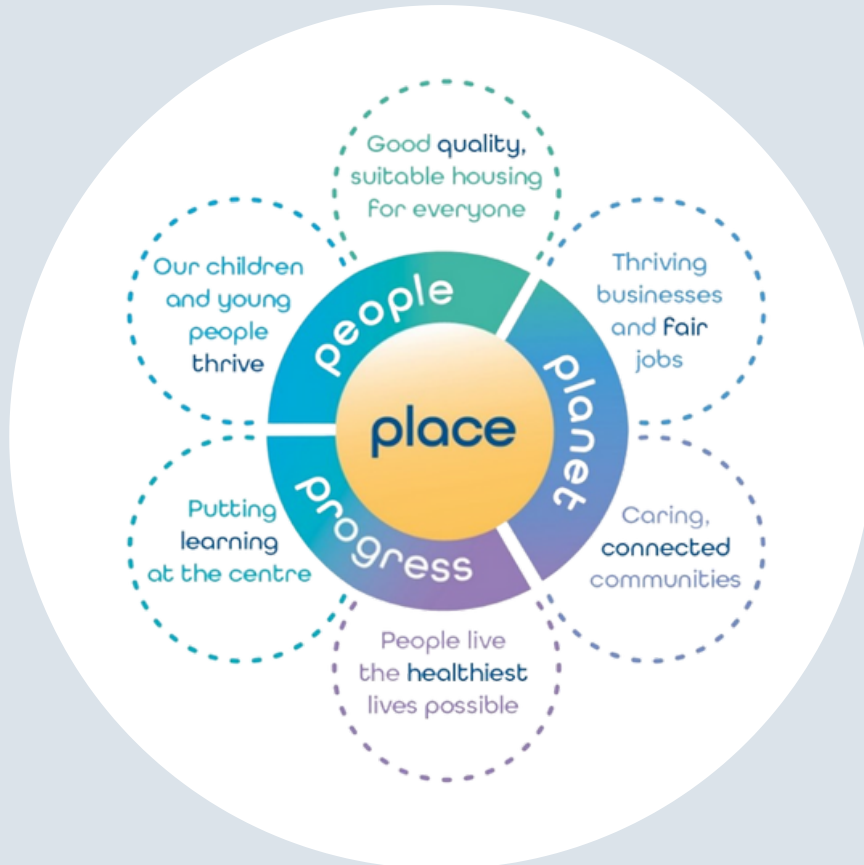 Good quality,
suitable housing
for everyone
Our children
and young
people
thrive
Thriving
businesses
and fair
jobs
people
planet
place
progress
Putting
learning
at the centre
Caring,
connected
communities
People live
the healthiest
lives possible